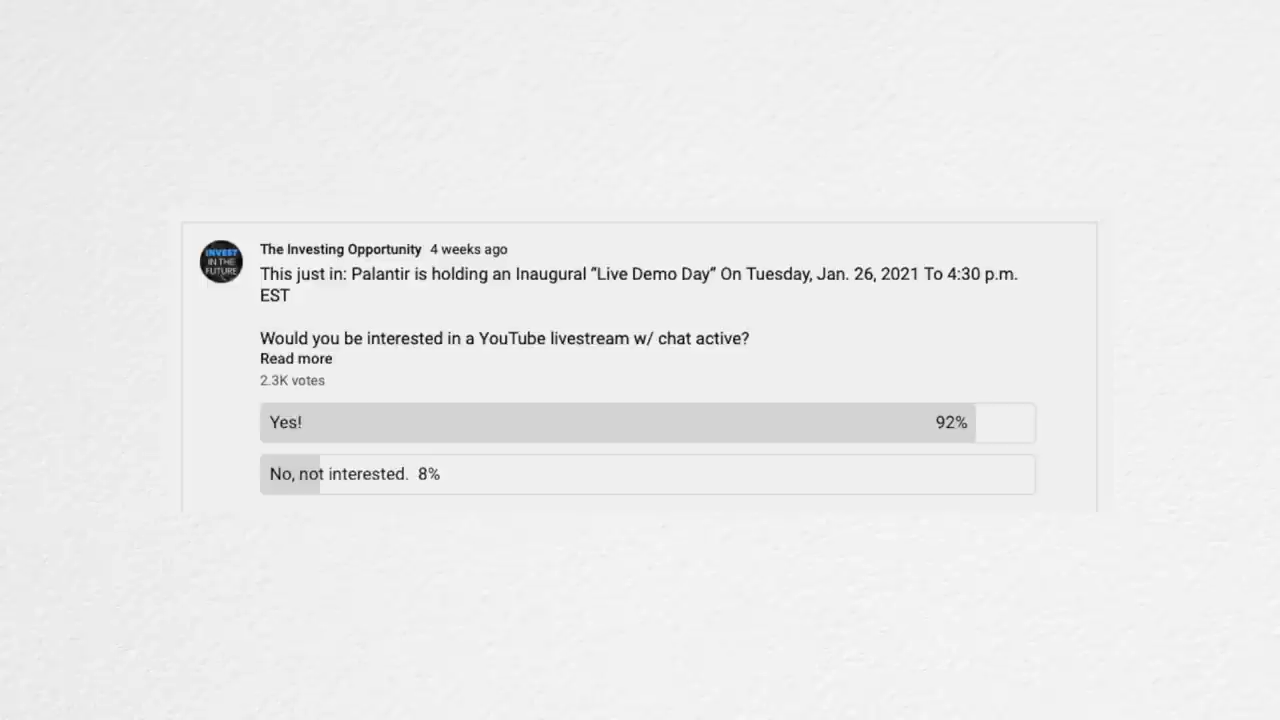 INVEST
IN THE
FUTURE
The Investing Opportunity 4 weeks ago
This just in: Palantir is holding an Inaugural “Live Demo Day” On Tuesday, Jan. 26, 2021 To 4:30 p.m.
EST
Would you be interested in a YouTube livestream w/ chat active?
Read more
2.3K votes
Yes! 92%
No, not interested. 8%